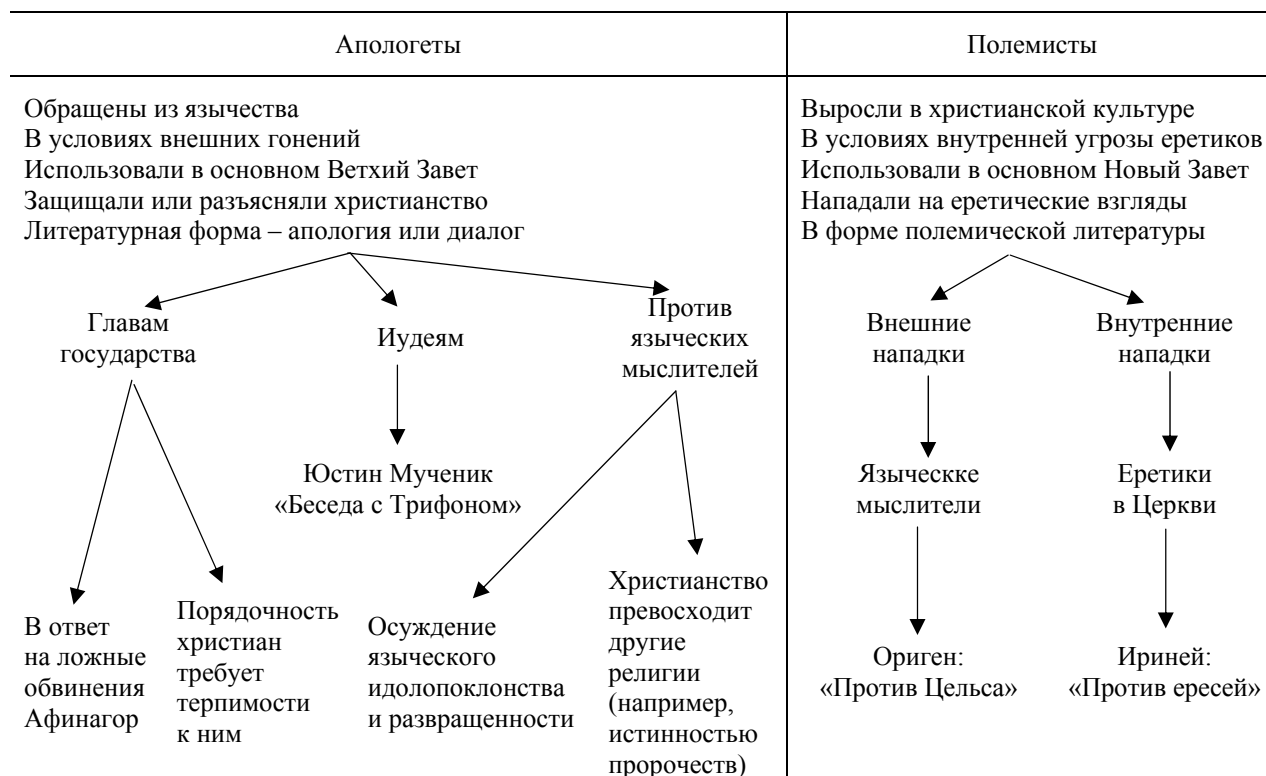 Апологеты
Полемисты
Обращены из язычества
В условиях внешних гонений
Использовали в основном Ветхий Завет
Защищали или разъясняли христианство
Литературная форма – апология или диалог
Выросли в христианской культуре
В условиях внутренней угрозы еретиков
Использовали в основном Новый Завет
Нападали на еретические взгляды
В форме полемической литературы
Главам
государства
Иудеям
Против
языческих
мыслителей
Внешние
нападки
Внутренние
нападки
Юстин Мученик
«Беседа с Трифоном»
Языческке
мыслители
Еретики
в Церкви
В ответ
на ложные
обвинения
Афинагор
Порядочность
христиан
требует
терпимости
к ним
Осуждение
языческого
идолопоклонства
и развращенности
Христианство
превосходит
другие
религии
(например,
истинностью
пророчеств)
Ориген:
«Против Цельса»
Ириней:
«Против ересей»